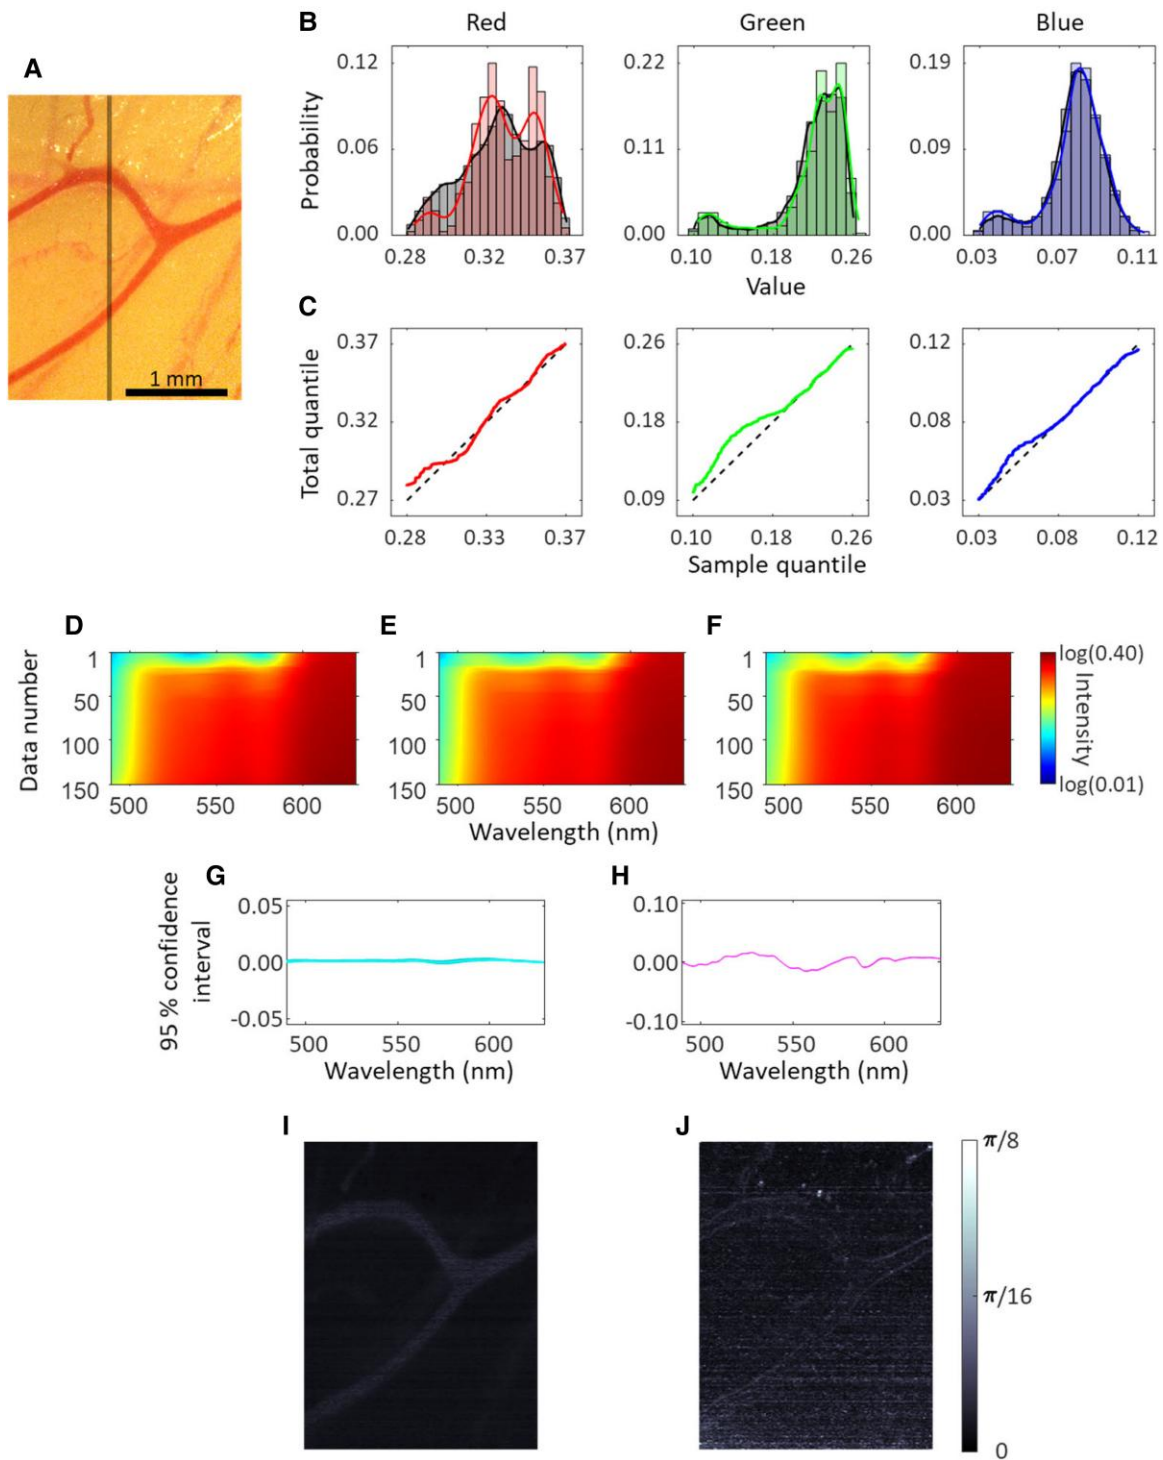 A
1 mm
B
Red
Green
Blue
Probability
0.12
0.06
0.00
0.28
0.32
0.37
0.22
0.11
0.00
0.10
0.18
0.26
0.19
0.09
0.00
0.03
0.07
0.11
Value
C
Total quantile
0.37
0.32
0.27
0.28
0.33
0.37
0.26
0.18
0.09
0.10
0.18
0.26
0.12
0.08
0.03
0.03
0.08
0.12
Sample quantile
D
E
F
Data number
1
50
100
150
500
550
600
1
50
100
150
500
550
600
1
50
100
150
500
550
600
Wavelength (nm)
log(0.40)
Intensity
log(0.01)
G
95 % confidence
interval
0.05
0.00
-0.05
500
550
600
Wavelength (nm)
H
0.10
0.00
-0.10
500
550
600
Wavelength (nm)
I
J
π/8
π/16
0